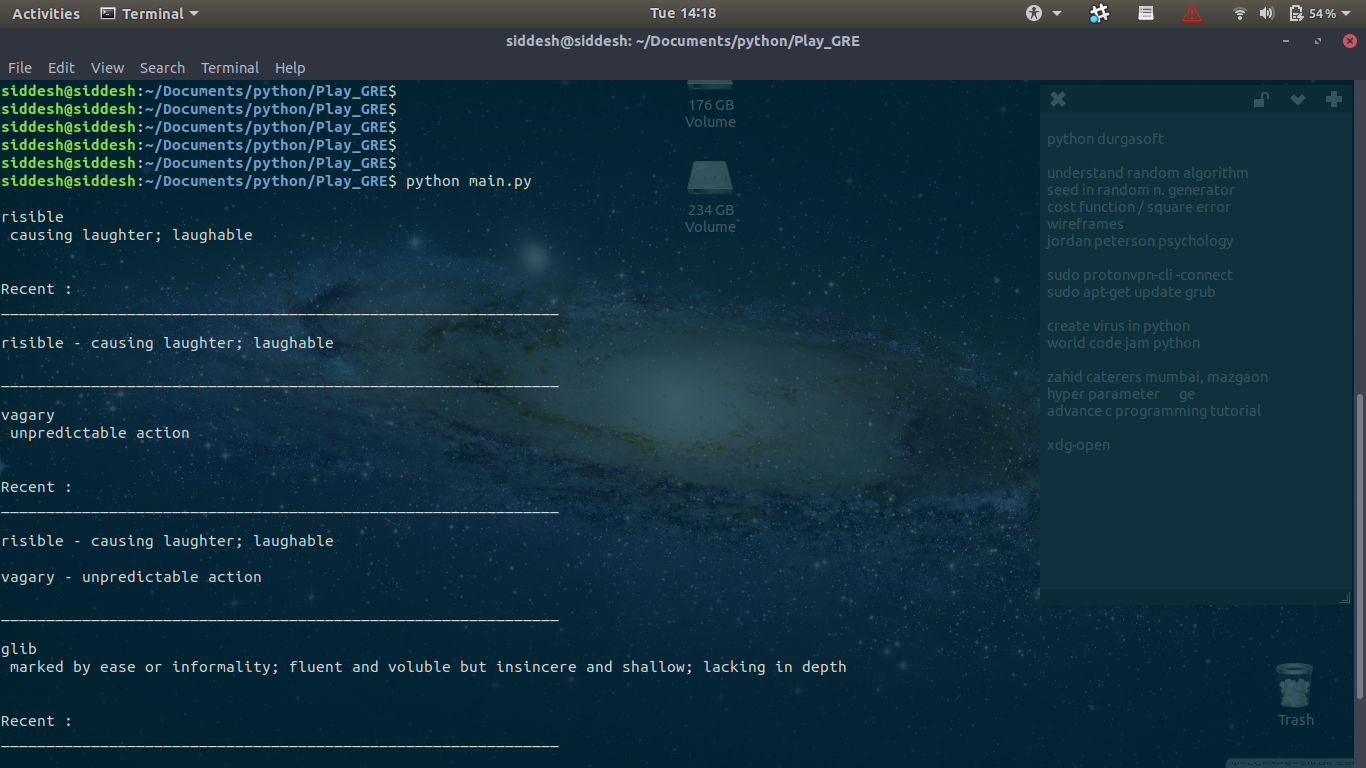 Activities Terminal Tue 14:18 54 %
siddesh@siddesh: ~/Documents/python/Play_GRE
File Edit View Search Terminal Help
siddesh@siddesh:~/Documents/python/Play_GRE$
siddesh@siddesh:~/Documents/python/Play_GRE$
siddesh@siddesh:~/Documents/python/Play_GRE$
siddesh@siddesh:~/Documents/python/Play_GRE$
siddesh@siddesh:~/Documents/python/Play_GRE$
siddesh@siddesh:~/Documents/python/Play_GRE$ python main.py
risible
causing laughter; laughable
Recent :
______________________________________________________________
risible - causing laughter; laughable
______________________________________________________________
vagary
unpredictable action
Recent :
______________________________________________________________
risible - causing laughter; laughable
vagary - unpredictable action
______________________________________________________________
glib
marked by ease or informality; fluent and voluble but insincere and shallow; lacking in depth
Recent :
______________________________________________________________
176 GB
Volume
234 GB
Volume
python durgasoft
understand random algorithm
seed in random n. generator
cost function / square error
wireframes
jordan peterson psychology
sudo protonvpn-cli -connect
sudo apt-get update grub
create virus in python
world code jam python
zahid caterers mumbai, mazgaon
hyper parameter ge
advance c programming tutorial
xdg-open
Trash